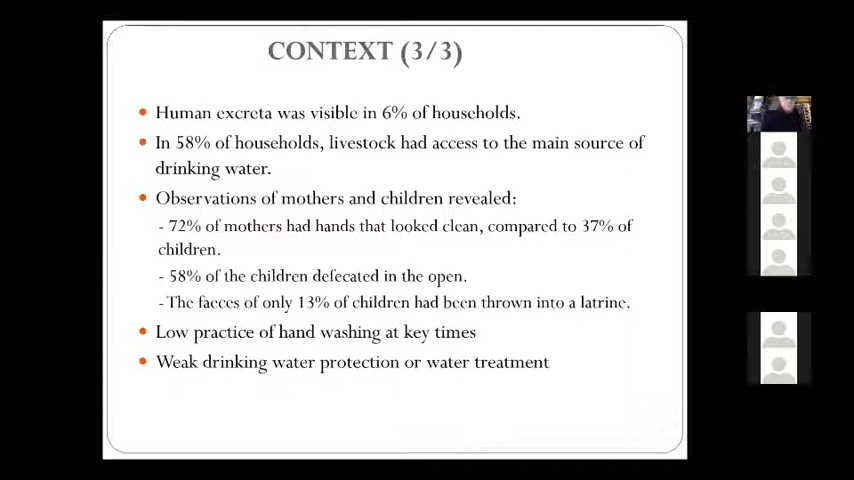 CONTEXT (3/3)
• Human excreta was visible in 6% of households.
• In 58% of households, livestock had access to the main source of
drinking water.
• Observations of mothers and children revealed:
- 72% of mothers had hands that looked clean, compared to 37% of
children.
- 58% of the children defecated in the open.
- The faeces of only 13% of children had been thrown into a latrine.
• Low practice of hand washing at key times
• Weak drinking water protection or water treatment